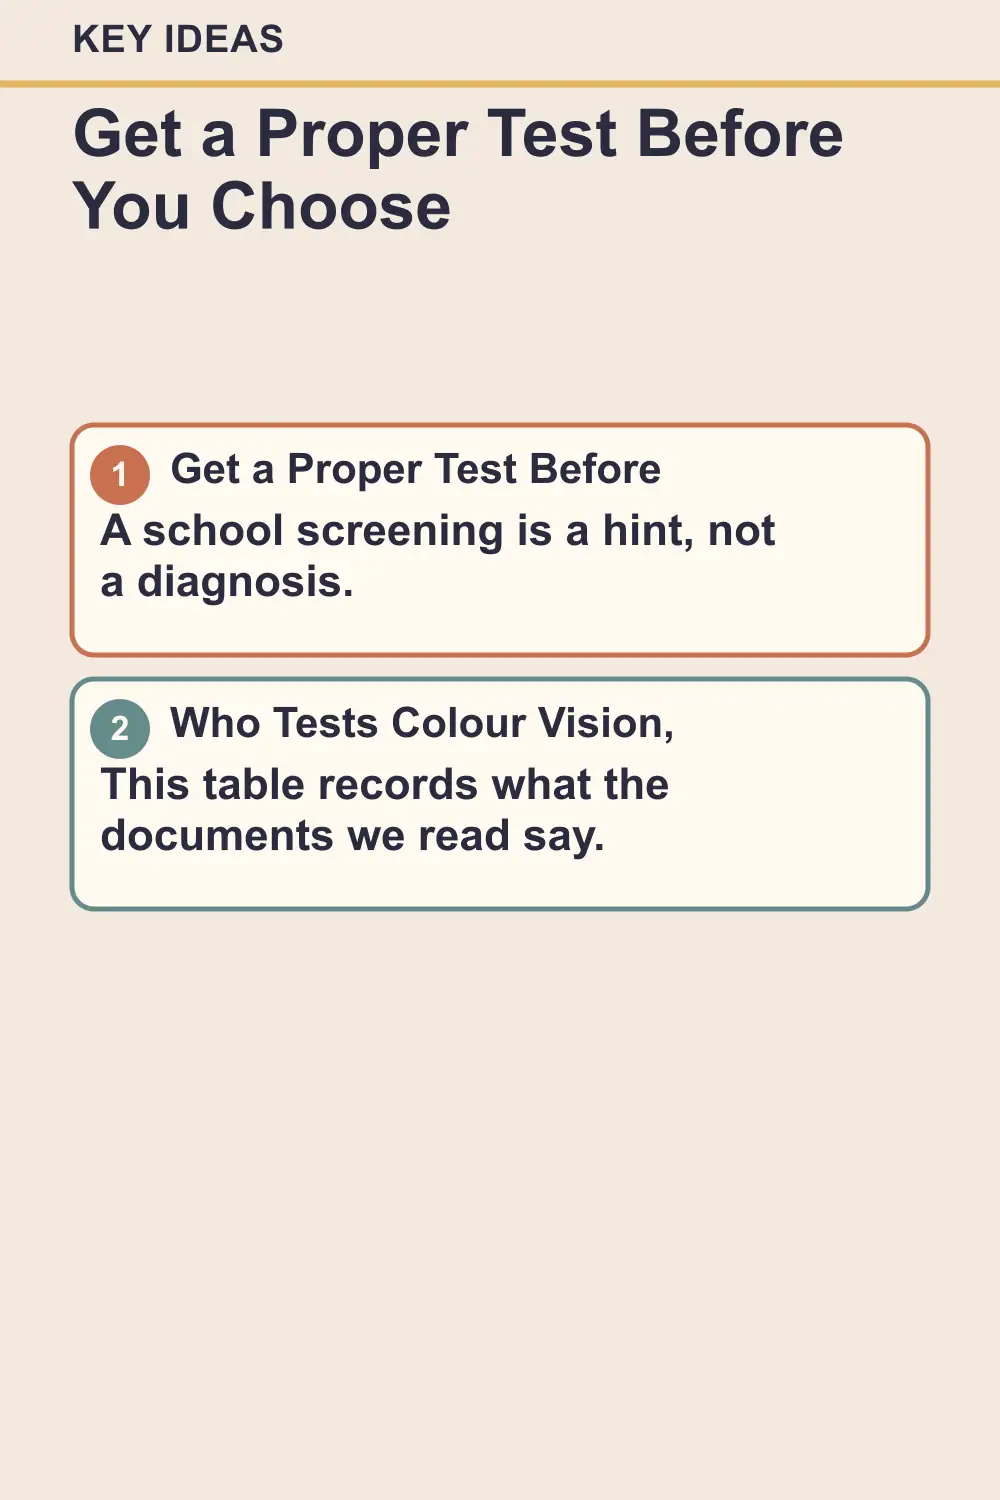 KEY IDEAS
Get a Proper Test Before
You Choose
1 Get a Proper Test Before
A school screening is a hint, not
a diagnosis.
2 Who Tests Colour Vision,
This table records what the
documents we read say.